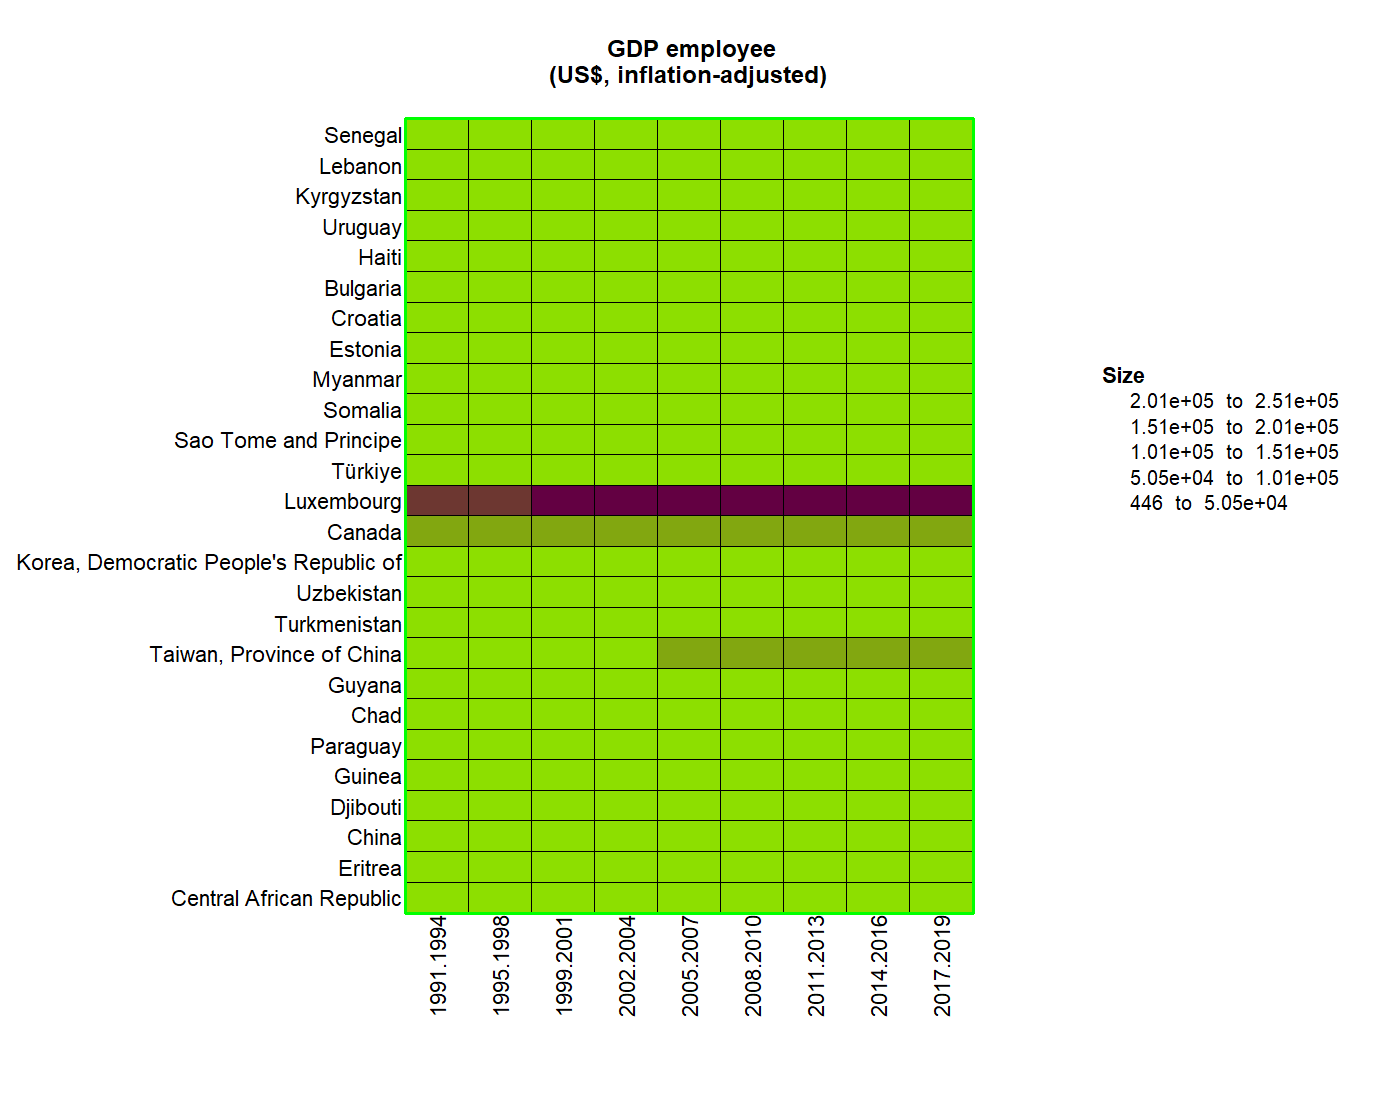 GDP employee
(US$, inflation-adjusted)
Senegal
Lebanon
Kyrgyzstan
Uruguay
Haiti
Bulgaria
Croatia
Estonia
Myanmar
Somalia
Sao Tome and Principe
Türkiye
Luxembourg
Canada
Korea, Democratic People's Republic of
Uzbekistan
Turkmenistan
Taiwan, Province of China
Guyana
Chad
Paraguay
Guinea
Djibouti
China
Eritrea
Central African Republic
1991.1994
1995.1998
1999.2001
2002.2004
2005.2007
2008.2010
2011.2013
2014.2016
2017.2019
Size
2.01e+05 to 2.51e+05
1.51e+05 to 2.01e+05
1.01e+05 to 1.51e+05
5.05e+04 to 1.01e+05
446 to 5.05e+04